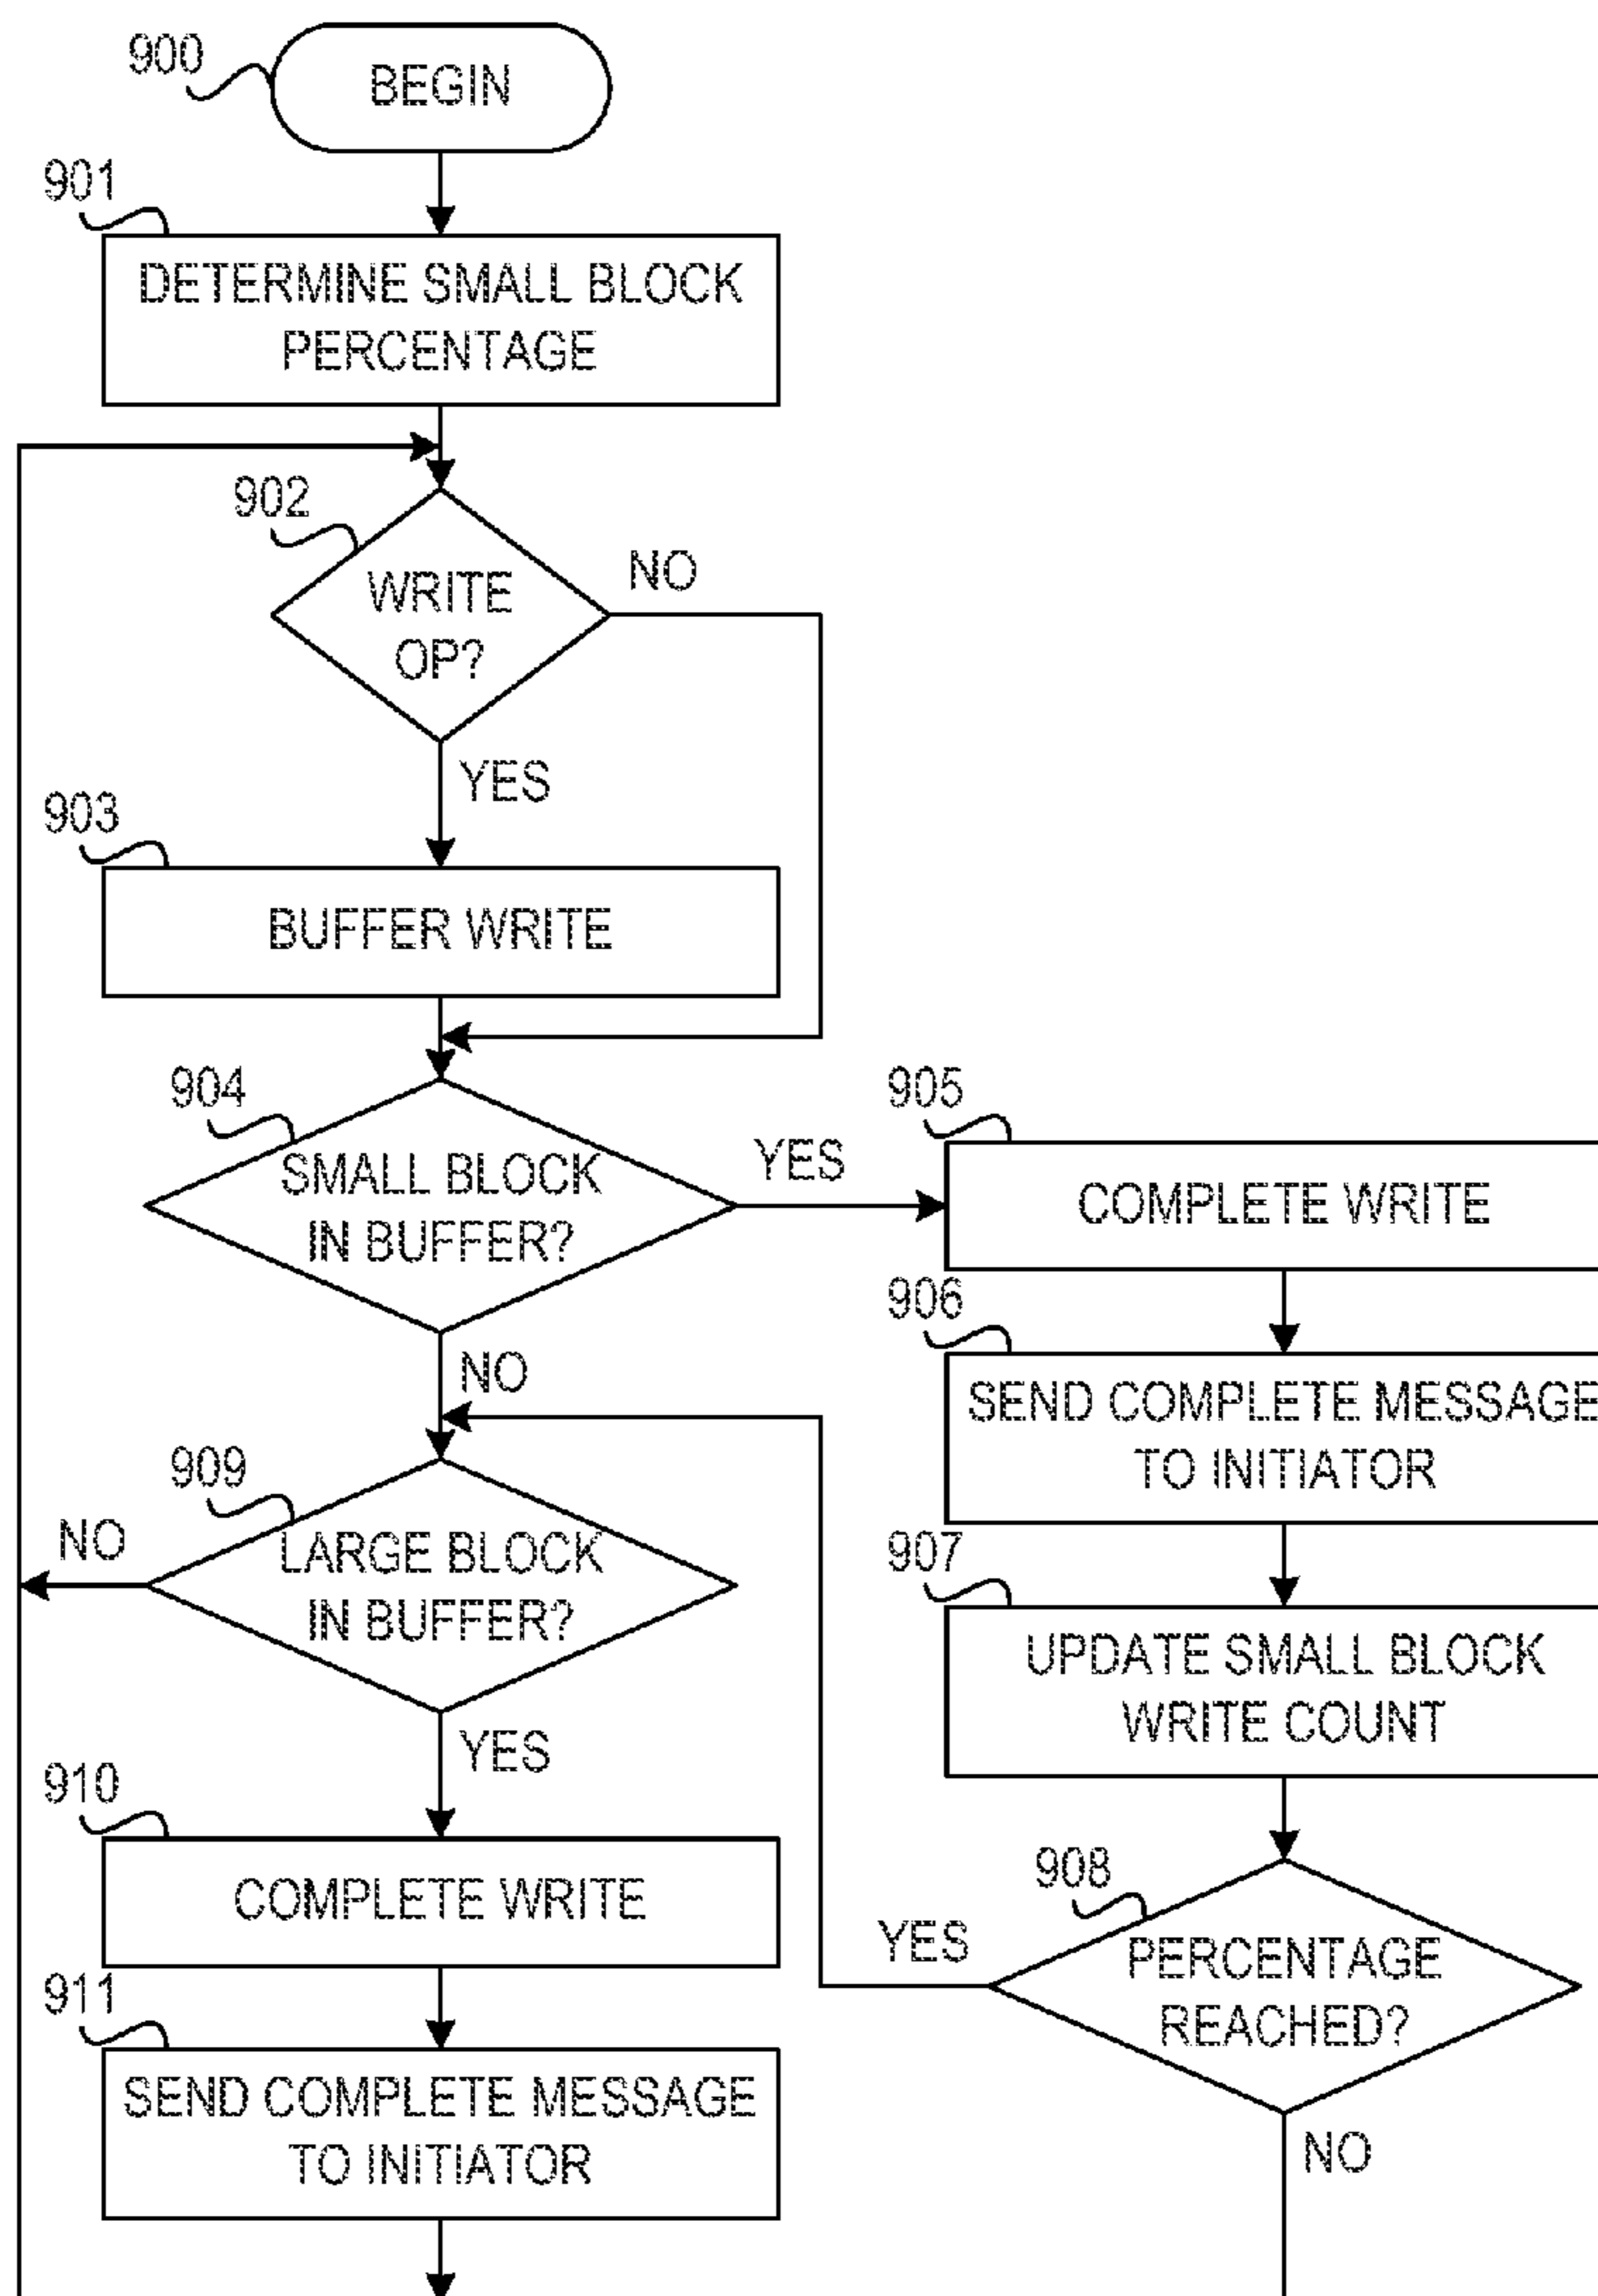 900
BEGIN
901
DETERMINE SMALL BLOCK
PERCENTAGE
902
WRITE
OP?
NO
YES
903
BUFFER WRITE
904
SMALL BLOCK
IN BUFFER?
YES
NO
905
COMPLETE WRITE
906
SEND COMPLETE MESSAGE
TO INITIATOR
907
UPDATE SMALL BLOCK
WRITE COUNT
908
PERCENTAGE
REACHED?
YES
NO
909
LARGE BLOCK
IN BUFFER?
NO
YES
910
COMPLETE WRITE
911
SEND COMPLETE MESSAGE
TO INITIATOR